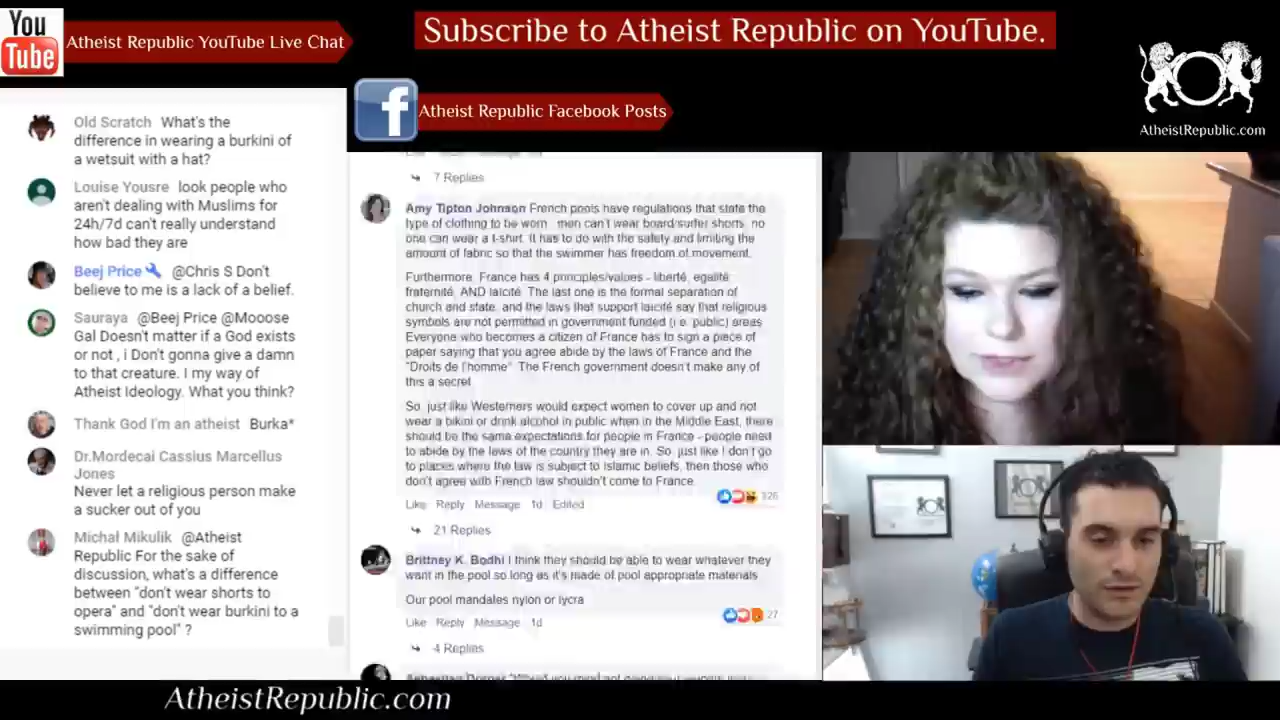 You
Tube
Atheist Republic YouTube Live Chat
Subscribe to Atheist Republic on YouTube.
AtheistRepublic.com
f
Atheist Republic Facebook Posts
Old Scratch What's the
difference in wearing a burkini of
a wetsuit with a hat?
Louise Yousre look people who
aren't dealing with Muslims for
24h/7d can't really understand
how bad they are
Beej Price @Chris S Don't
believe to me is a lack of a belief.
Sauraya @Beej Price @Mooose
Gal Doesn't matter if a God exists
or not , i Don't gonna give a damn
to that creature. I my way of
Atheist Ideology. What you think?
Thank God I'm an atheist Burka*
Dr.Mordecai Cassius Marcellus
Jones
Never let a religious person make
a sucker out of you
Michał Mikulik @Atheist
Republic For the sake of
discussion, what's a difference
between "don't wear shorts to
opera" and "don't wear burkini to a
swimming pool" ?
7 Replies
Amy Tipton Johnson French pools have regulations that state the
type of clothing to be worn men can't wear board/surfer shorts, no
one can wear a t-shirt. It has to do with the safety and limiting the
amount of fabric so that the swimmer has freedom of movement.
Furthermore, France has 4 principles/values - liberté, egalité
fraternité, AND laïcité. The last one is the formal separation of
church and state, and the laws that support laïcité say that religious
symbols are not permitted in government funded (i.e. public) areas
Everyone who becomes a citizen of France has to sign a piece of
paper saying that you agree abide by the laws of France and the
"Droits de l'homme". The French government doesn't make any of
this a secret
So, just like Westerners would expect women to cover up and not
wear a bikini or drink alcohol in public when in the Middle East, there
should be the same expectations for people in France - people need
to abide by the laws of the country they are in. So, just like I don't go
to places where the law is subject to Islamic beliefs, then those who
don't agree with French law shouldn't come to France.
Like Reply Message 1d Edited
326
21 Replies
Brittney K. Bodhi I think they should be able to wear whatever they
want in the pool so long as it's made of pool appropriate materials
Our pool mandates nylon or lycra
Like Reply Message 1d
27
4 Replies
AtheistRepublic.com